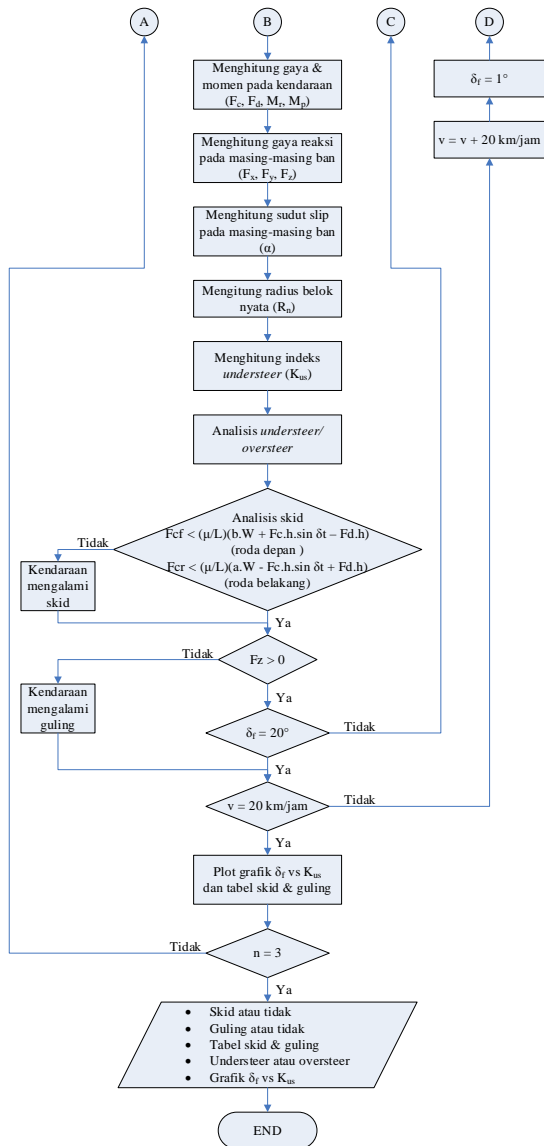 A
B
C
D
Menghitung gaya &
momen pada kendaraan
(Fc, Fd, Mr, Mp)
δf = 1°
v = v + 20 km/jam
Menghitung gaya reaksi
pada masing-masing ban
(Fx, Fy, Fz)
Menghitung sudut slip
pada masing-masing ban
(α)
Mengitung radius belok
nyata (Rn)
Menghitung indeks
understeer (Kus)
Analisis understeer/
oversteer
Analisis skid
Fcf < (μ/L)(b.W + Fc.h.sin δt – Fd.h)
(roda depan )
Fcr < (μ/L)(a.W - Fc.h.sin δt + Fd.h)
(roda belakang)
Tidak
Kendaraan
mengalami
skid
Ya
Fz > 0
Tidak
Kendaraan
mengalami
guling
Ya
δf = 20°
Tidak
Ya
v = 20 km/jam
Tidak
Ya
Plot grafik δf vs Kus
dan tabel skid & guling
Tidak
n = 3
Ya
• Skid atau tidak
• Guling atau tidak
• Tabel skid & guling
• Understeer atau oversteer
• Grafik δf vs Kus
END